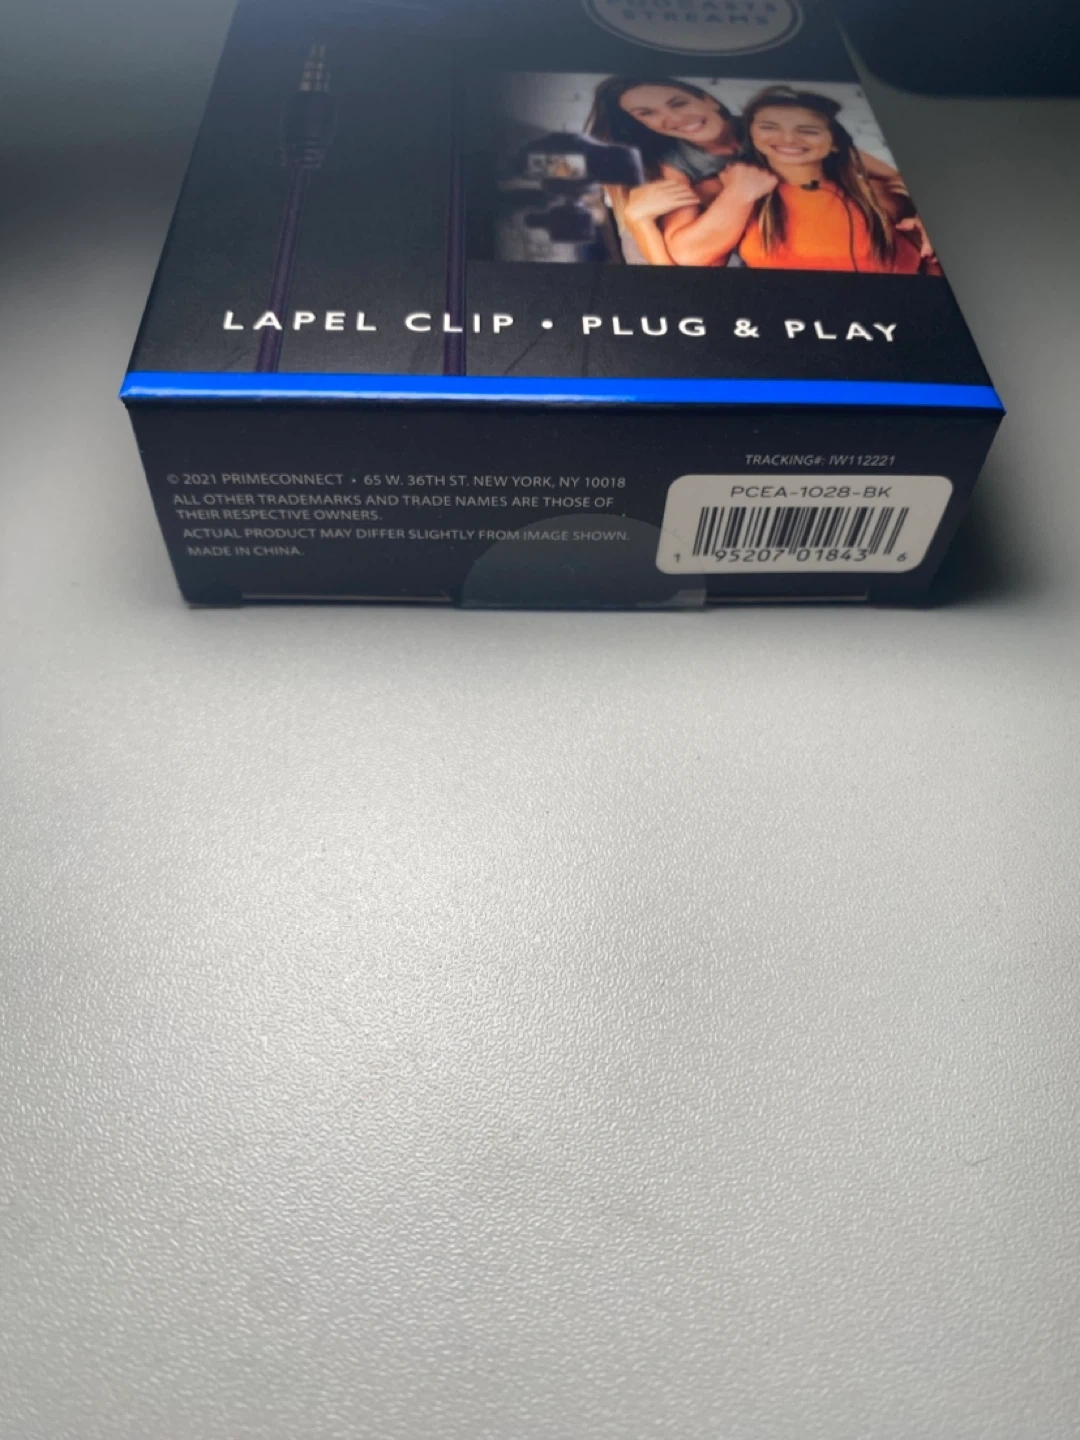 PODCASTS
STREAMS
LAPEL CLIP • PLUG & PLAY
TRACKING#: IW112221
© 2021 PRIMECONNECT • 65 W. 36TH ST. NEW YORK, NY 10018
ALL OTHER TRADEMARKS AND TRADE NAMES ARE THOSE OF
THEIR RESPECTIVE OWNERS.
ACTUAL PRODUCT MAY DIFFER SLIGHTLY FROM IMAGE SHOWN.
MADE IN CHINA.
PCEA-1028-BK
1 95207 01843 6